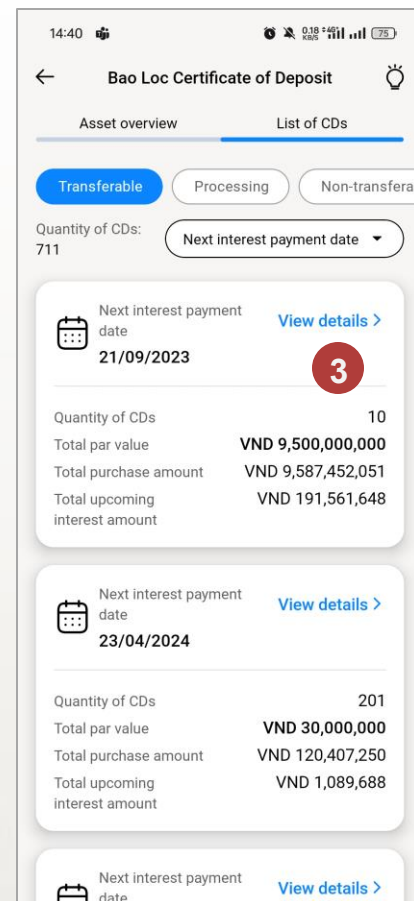 14:40
0.18 KB/S 4G 75
Bao Loc Certificate of Deposit
Asset overview List of CDs
Transferable Processing Non-transfera
Quantity of CDs:
711
Next interest payment date
Next interest payment
date
View details >
21/09/2023
3
Quantity of CDs 10
Total par value VND 9,500,000,000
Total purchase amount VND 9,587,452,051
Total upcoming VND 191,561,648
interest amount
Next interest payment
date
View details >
23/04/2024
Quantity of CDs 201
Total par value VND 30,000,000
Total purchase amount VND 120,407,250
Total upcoming VND 1,089,688
interest amount
Next interest payment
date
View details >